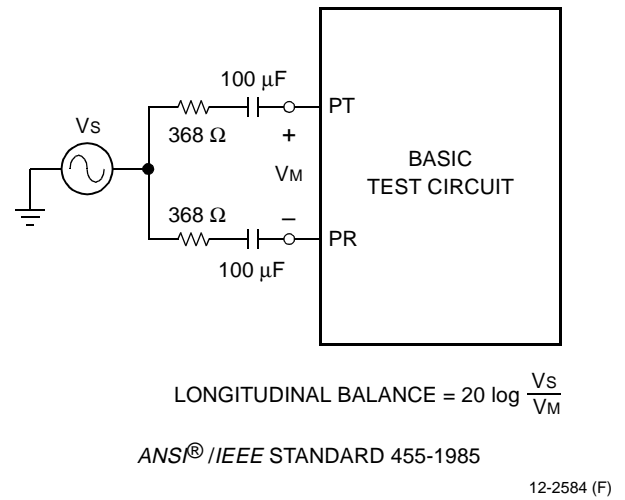 100 μF
PT
368 Ω
+
Vs
VM
BASIC
TEST CIRCUIT
368 Ω
–
PR
100 μF
LONGITUDINAL BALANCE = 20 log Vs
VM
ANSI® /IEEE STANDARD 455-1985
12-2584 (F)